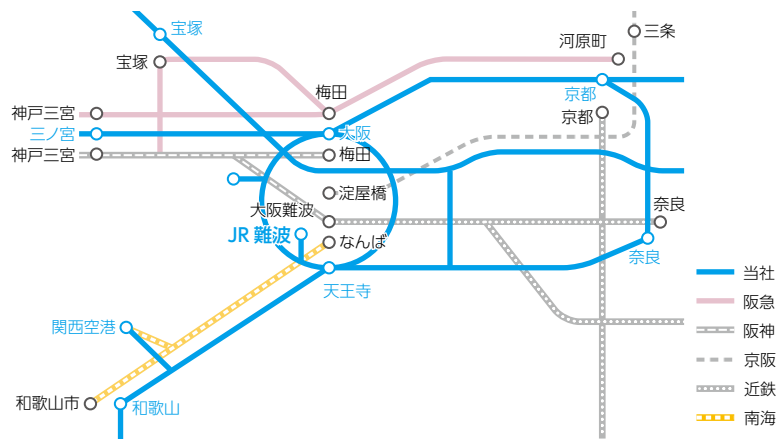 宝塚
三条
河原町
宝塚
梅田
京都
神戸三宮
京都
三ノ宮
大阪
神戸三宮
梅田
淀屋橋
大阪難波
奈良
JR 難波
なんば
奈良
天王寺
当社
阪急
関西空港
阪神
京阪
近鉄
和歌山市
和歌山
南海